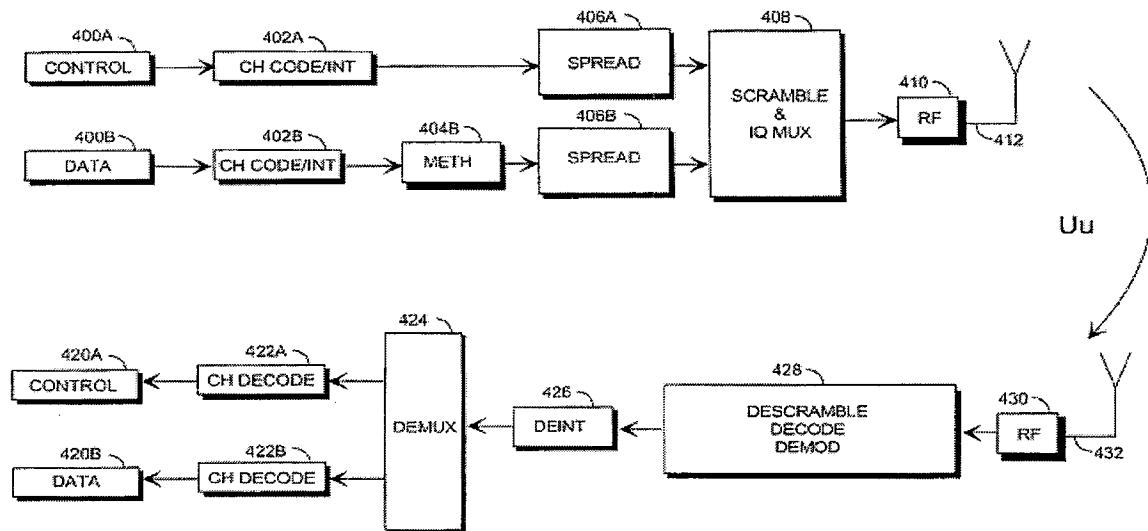 400A
CONTROL
402A
CH CODE/INT
406A
SPREAD
408
SCRAMBLE
&
IQ MUX
410
RF
412
400B
DATA
402B
CH CODE/INT
404B
METH
406B
SPREAD
Uu
420A
CONTROL
422A
CH DECODE
424
DEMUX
426
DEINT
428
DESCRAMBLE
DECODE
DEMOD
430
RF
432
420B
DATA
422B
CH DECODE